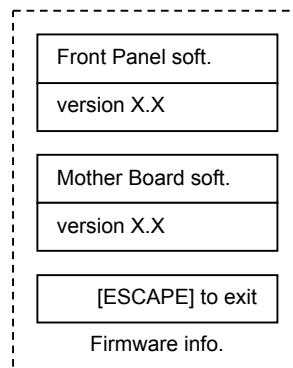 Front Panel soft.
version X.X
Mother Board soft.
version X.X
[ESCAPE] to exit
Firmware info.